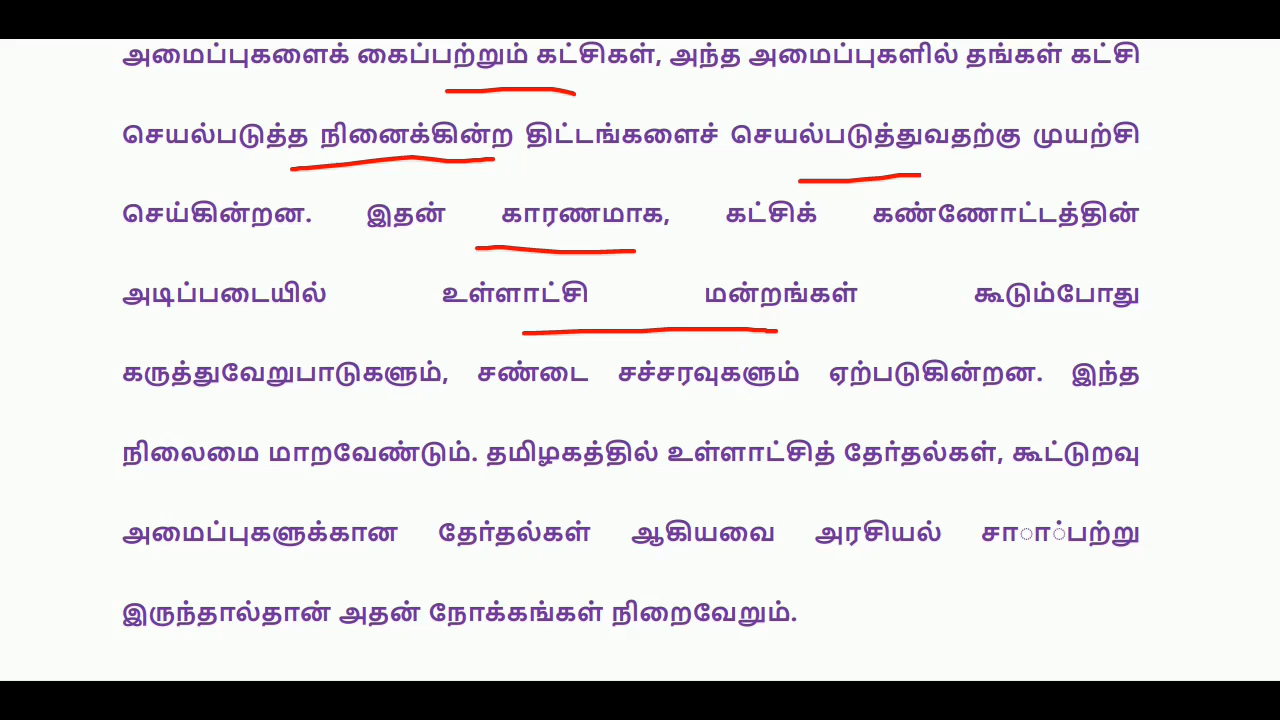 அமைப்புகளைக் கைப்பற்றும் கட்சிகள், அந்த அமைப்புகளில் தங்கள் கட்சி
செயல்படுத்த நினைக்கின்ற திட்டங்களைச் செயல்படுத்துவதற்கு முயற்சி
செய்கின்றன. இதன் காரணமாக, கட்சிக் கண்ணோட்டத்தின்
அடிப்படையில் உள்ளாட்சி மன்றங்கள் கூடும்போது
கருத்துவேறுபாடுகளும், சண்டை சச்சரவுகளும் ஏற்படுகின்றன. இந்த
நிலைமை மாறவேண்டும். தமிழகத்தில் உள்ளாட்சித் தேர்தல்கள், கூட்டுறவு
அமைப்புகளுக்கான தேர்தல்கள் ஆகியவை அரசியல் சாா்பற்று
இருந்தால்தான் அதன் நோக்கங்கள் நிறைவேறும்.